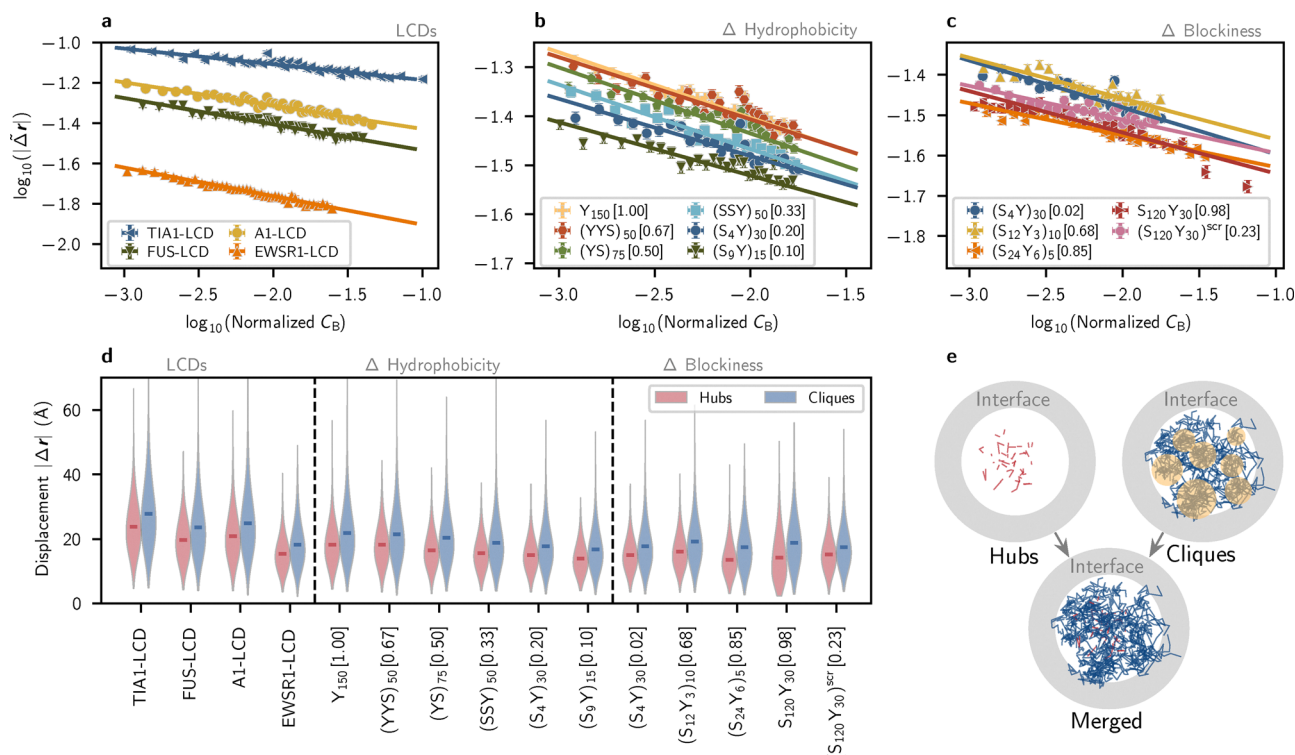 a
LCDs
−1.0
−1.2
−1.4
−1.6
−1.8
−2.0
log₁₀(|Δ̃r|)
TIA1-LCD
FUS-LCD
A1-LCD
EWSR1-LCD
−3.0 −2.5 −2.0 −1.5 −1.0
log₁₀(Normalized C_B)
b
Δ Hydrophobicity
−1.3
−1.4
−1.5
−1.6
−1.7
Y₁₅₀[1.00]
(YYS)₅₀[0.67]
(YS)₇₅[0.50]
(SSY)₅₀[0.33]
(S₄Y)₃₀[0.20]
(S₉Y)₁₅[0.10]
−3.0 −2.5 −2.0 −1.5
log₁₀(Normalized C_B)
c
Δ Blockiness
−1.4
−1.5
−1.6
−1.7
−1.8
(S₄Y)₃₀[0.02]
(S₁₂Y₃)₁₀[0.68]
(S₂₄Y₆)₅[0.85]
S₁₂₀Y₃₀[0.98]
(S₁₂₀Y₃₀)ˢᶜʳ[0.23]
−3.0 −2.5 −2.0 −1.5 −1.0
log₁₀(Normalized C_B)
d
LCDs
Δ Hydrophobicity
Δ Blockiness
Hubs
Cliques
60
40
20
0
Displacement |Δr| (Å)
TIA1-LCD
FUS-LCD
A1-LCD
EWSR1-LCD
Y₁₅₀[1.00]
(YYS)₅₀[0.67]
(YS)₇₅[0.50]
(SSY)₅₀[0.33]
(S₄Y)₃₀[0.20]
(S₉Y)₁₅[0.10]
(S₄Y)₃₀[0.02]
(S₁₂Y₃)₁₀[0.68]
(S₂₄Y₆)₅[0.85]
S₁₂₀Y₃₀[0.98]
(S₁₂₀Y₃₀)ˢᶜʳ[0.23]
e
Interface
Interface
Hubs
Cliques
Interface
Merged